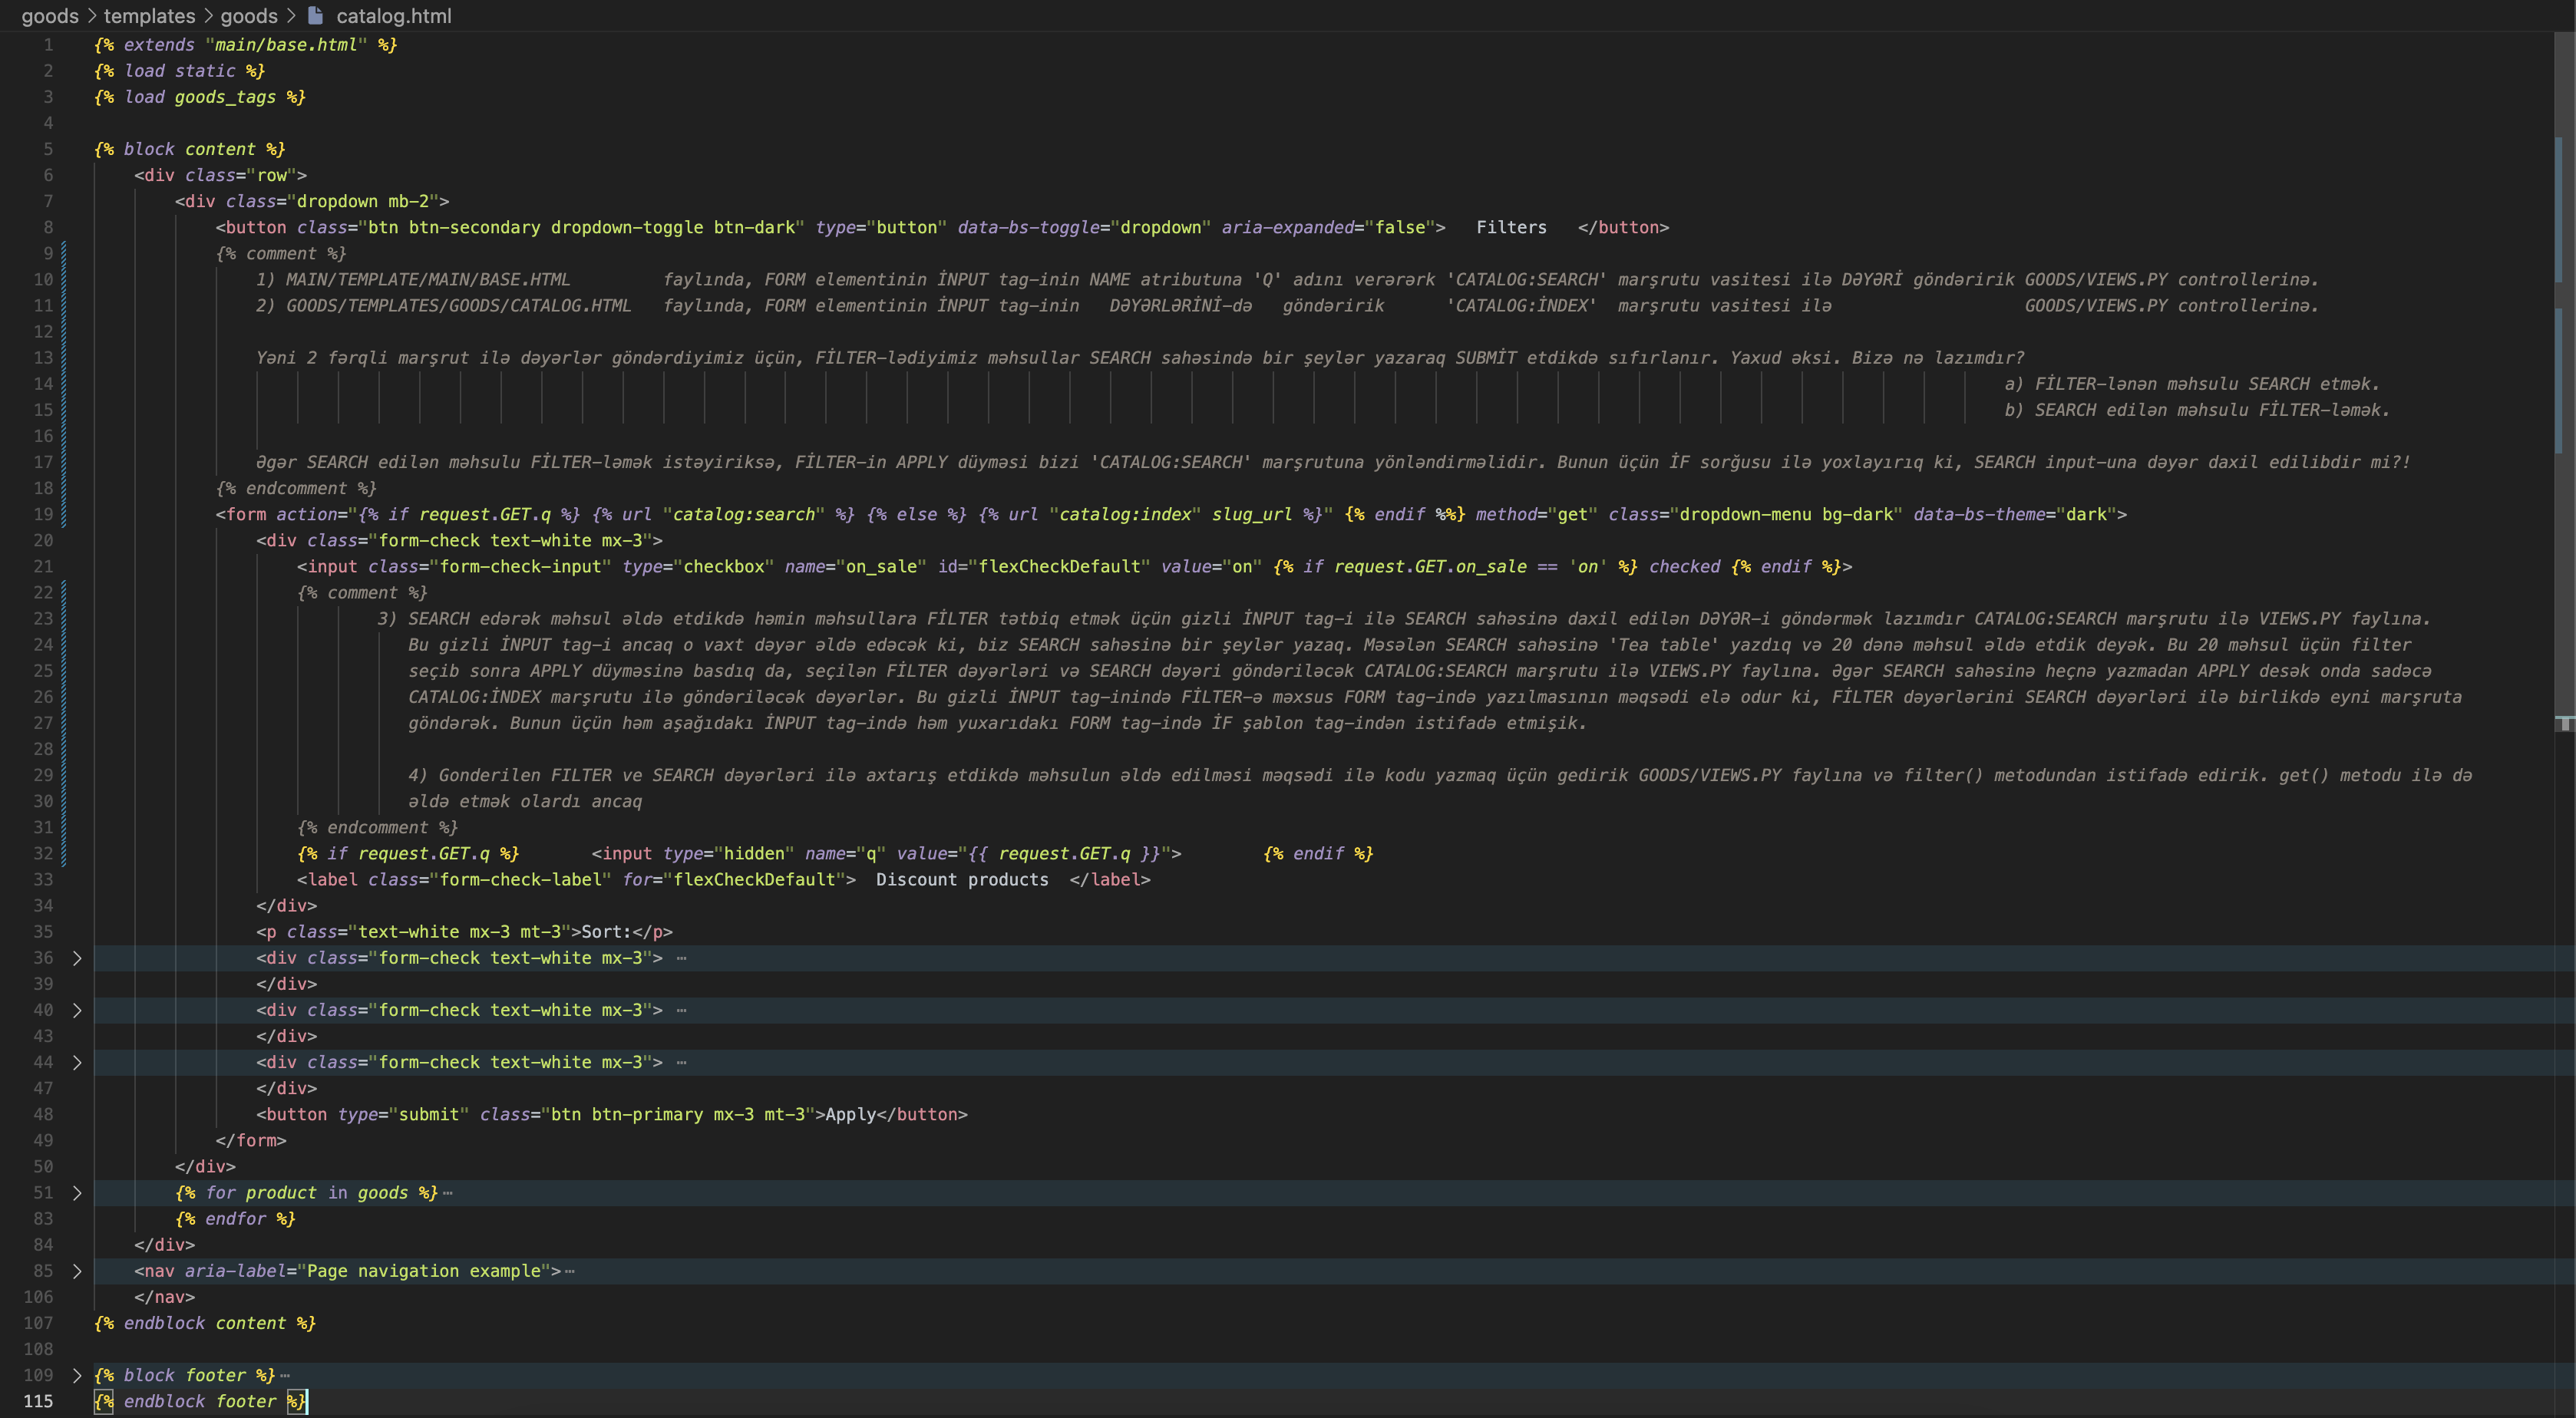 goods > templates > goods > catalog.html
1 {% extends "main/base.html" %}
2 {% load static %}
3 {% load goods_tags %}
4
5 {% block content %}
6 <div class="row">
7 <div class="dropdown mb-2">
8 <button class="btn btn-secondary dropdown-toggle btn-dark" type="button" data-bs-toggle="dropdown" aria-expanded="false"> Filters </button>
9 {% comment %}
10 1) MAIN/TEMPLATE/MAIN/BASE.HTML faylında, FORM elementinin İNPUT tag-inin NAME atributuna 'Q' adını verərərk 'CATALOG:SEARCH' marşrutu vasitesi ilə DƏYƏRİ göndəririk GOODS/VIEWS.PY controllerinə.
11 2) GOODS/TEMPLATES/GOODS/CATALOG.HTML faylında, FORM elementinin İNPUT tag-inin DƏYƏRLƏRİNİ-də göndəririk 'CATALOG:İNDEX' marşrutu vasitesi ilə GOODS/VIEWS.PY controllerinə.
12
13 Yəni 2 fərqli marşrut ilə dəyərlər göndərdiyimiz üçün, FİLTER-lədiyimiz məhsullar SEARCH sahəsində bir şeylər yazaraq SUBMİT etdikdə sıfırlanır. Yaxud əksi. Bizə nə lazımdır?
14 a) FİLTER-lənən məhsulu SEARCH etmək.
15 b) SEARCH edilən məhsulu FİLTER-ləmək.
16
17 Əgər SEARCH edilən məhsulu FİLTER-ləmək istəyiriksə, FİLTER-in APPLY düyməsi bizi 'CATALOG:SEARCH' marşrutuna yönləndirməlidir. Bunun üçün İF sorğusu ilə yoxlayırıq ki, SEARCH input-una dəyər daxil edilibdir mi?!
18 {% endcomment %}
19 <form action="{% if request.GET.q %} {% url "catalog:search" %} {% else %} {% url "catalog:index" slug_url %}" {% endif %%} method="get" class="dropdown-menu bg-dark" data-bs-theme="dark">
20 <div class="form-check text-white mx-3">
21 <input class="form-check-input" type="checkbox" name="on_sale" id="flexCheckDefault" value="on" {% if request.GET.on_sale == 'on' %} checked {% endif %}>
22 {% comment %}
23 3) SEARCH edərək məhsul əldə etdikdə həmin məhsullara FİLTER tətbiq etmək üçün gizli İNPUT tag-i ilə SEARCH sahəsinə daxil edilən DƏYƏR-i göndərmək lazımdır CATALOG:SEARCH marşrutu ilə VIEWS.PY faylına.
24 Bu gizli İNPUT tag-i ancaq o vaxt dəyər əldə edəcək ki, biz SEARCH sahəsinə bir şeylər yazaq. Məsələn SEARCH sahəsinə 'Tea table' yazdıq və 20 dənə məhsul əldə etdik deyək. Bu 20 məhsul üçün filter
25 seçib sonra APPLY düyməsinə basdıq da, seçilən FİLTER dəyərləri və SEARCH dəyəri göndəriləcək CATALOG:SEARCH marşrutu ilə VIEWS.PY faylına. Əgər SEARCH sahəsinə heçnə yazmadan APPLY desək onda sadəcə
26 CATALOG:İNDEX marşrutu ilə göndəriləcək dəyərlər. Bu gizli İNPUT tag-inində FİLTER-ə məxsus FORM tag-ində yazılmasının məqsədi elə odur ki, FİLTER dəyərlərini SEARCH dəyərləri ilə birlikdə eyni marşruta
27 göndərək. Bunun üçün həm aşağıdakı İNPUT tag-ində həm yuxarıdakı FORM tag-ində İF şablon tag-indən istifadə etmişik.
28
29 4) Gonderilen FILTER ve SEARCH dəyərləri ilə axtarış etdikdə məhsulun əldə edilməsi məqsədi ilə kodu yazmaq üçün gedirik GOODS/VIEWS.PY faylına və filter() metodundan istifadə edirik. get() metodu ilə də
30 əldə etmək olardı ancaq
31 {% endcomment %}
32 {% if request.GET.q %} <input type="hidden" name="q" value="{{ request.GET.q }}"> {% endif %}
33 <label class="form-check-label" for="flexCheckDefault"> Discount products </label>
34 </div>
35 <p class="text-white mx-3 mt-3">Sort:</p>
36 > <div class="form-check text-white mx-3"> ⋯
39 </div>
40 > <div class="form-check text-white mx-3"> ⋯
43 </div>
44 > <div class="form-check text-white mx-3"> ⋯
47 </div>
48 <button type="submit" class="btn btn-primary mx-3 mt-3">Apply</button>
49 </form>
50 </div>
51 > {% for product in goods %} ⋯
83 {% endfor %}
84 </div>
85 > <nav aria-label="Page navigation example"> ⋯
106 </nav>
107 {% endblock content %}
108
109 > {% block footer %} ⋯
115 {% endblock footer %}